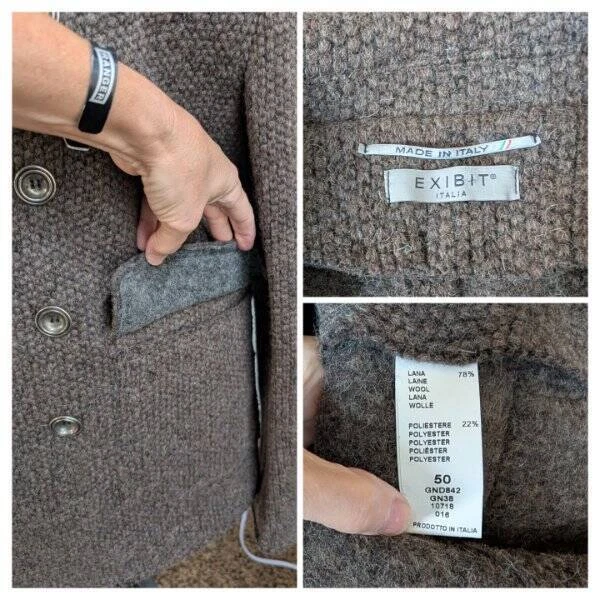 RANGER
MADE IN ITALY
EXIBIT®
ITALIA
LANA 78%
LAINE
WOOL
LANA
WOLLE
POLIESTERE 22%
POLYESTER
POLYESTER
POLIÉSTER
POLYESTER
50
GND842
GN38
10718
016
PRODOTTO IN ITALIA